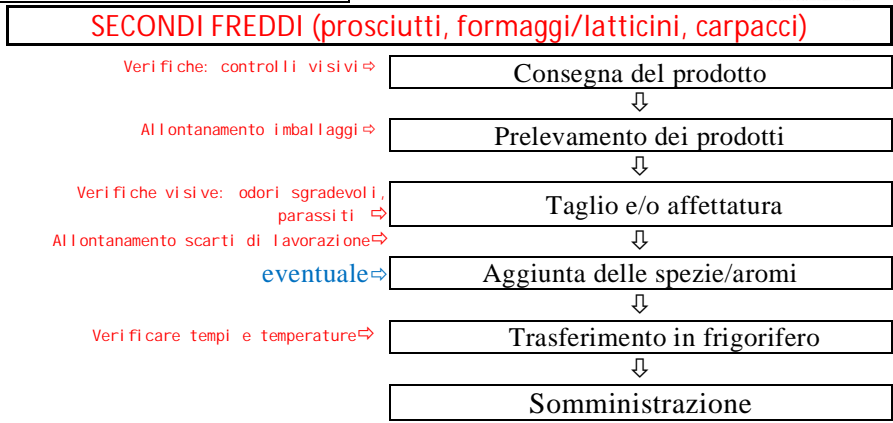 SECONDI FREDDI (prosciutti, formaggi/latticini, carpacci)
Verifiche: controlli visivi⇨ Consegna del prodotto
⇩
Allontanamento imballaggi⇨ Prelevamento dei prodotti
⇩
Verifiche visive: odori sgradevoli,
parassiti ⇨ Taglio e/o affettatura
Allontanamento scarti di lavorazione⇨ ⇩
eventuale⇨ Aggiunta delle spezie/aromi
⇩
Verificare tempi e temperature⇨ Trasferimento in frigorifero
⇩
Somministrazione